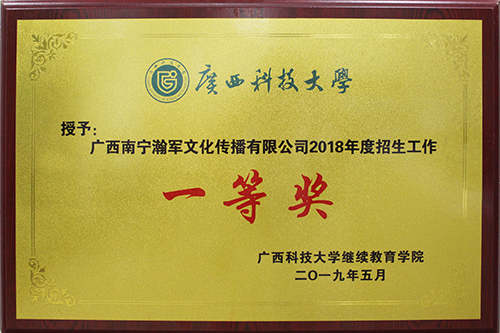 廣西科技大學
授予：
广西南宁瀚军文化传播有限公司2018年度招生工作
一等奖
广西科技大学继续教育学院
二〇一九年五月